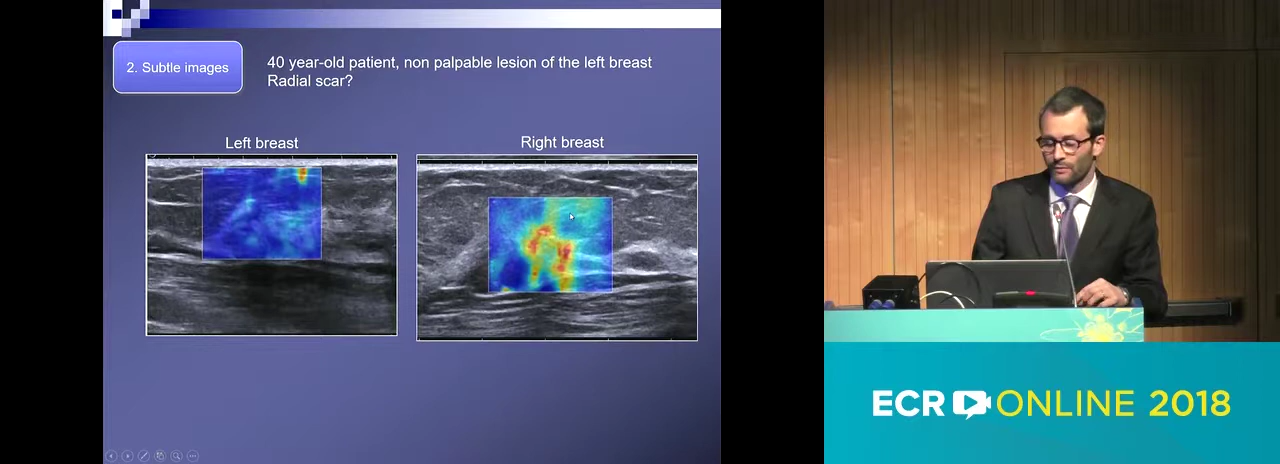 2. Subtle images
40 year-old patient, non palpable lesion of the left breast
Radial scar?
Left breast
Right breast
ECR ONLINE 2018